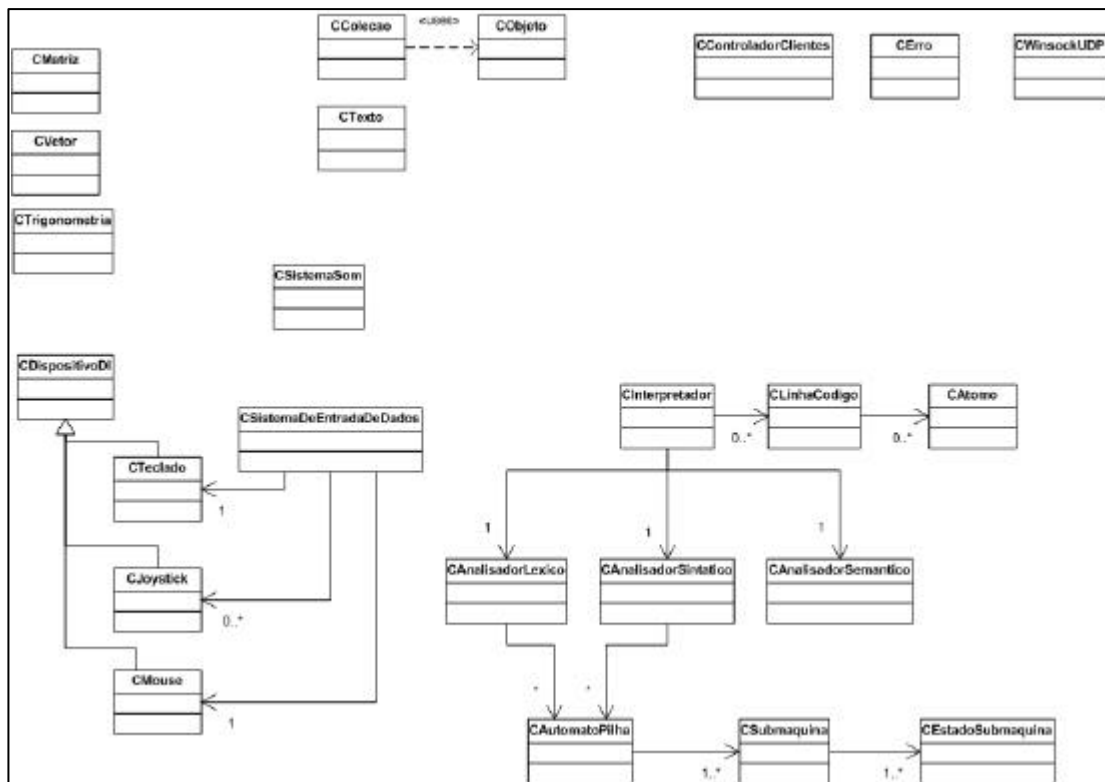 CColecao
<uses>
CObjeto
CControladorClientes
CErro
CWinsockUDP
CMatriz
CTexto
CVetor
CTrigonometria
CSistemaSom
CDispositivoDI
CSistemaDeEntradaDeDados
CInterpretador
CLinhaCodigo
CAtomo
0..*
0..*
CTeclado
1
1
1
1
CAnalisadorLexico
CAnalisadorSintatico
CAnalisadorSemantico
CJoystick
0..*
CMouse
1
*
*
CAutomatoPilha
CSubmaquina
CEstadoSubmaquina
1..*
1..*